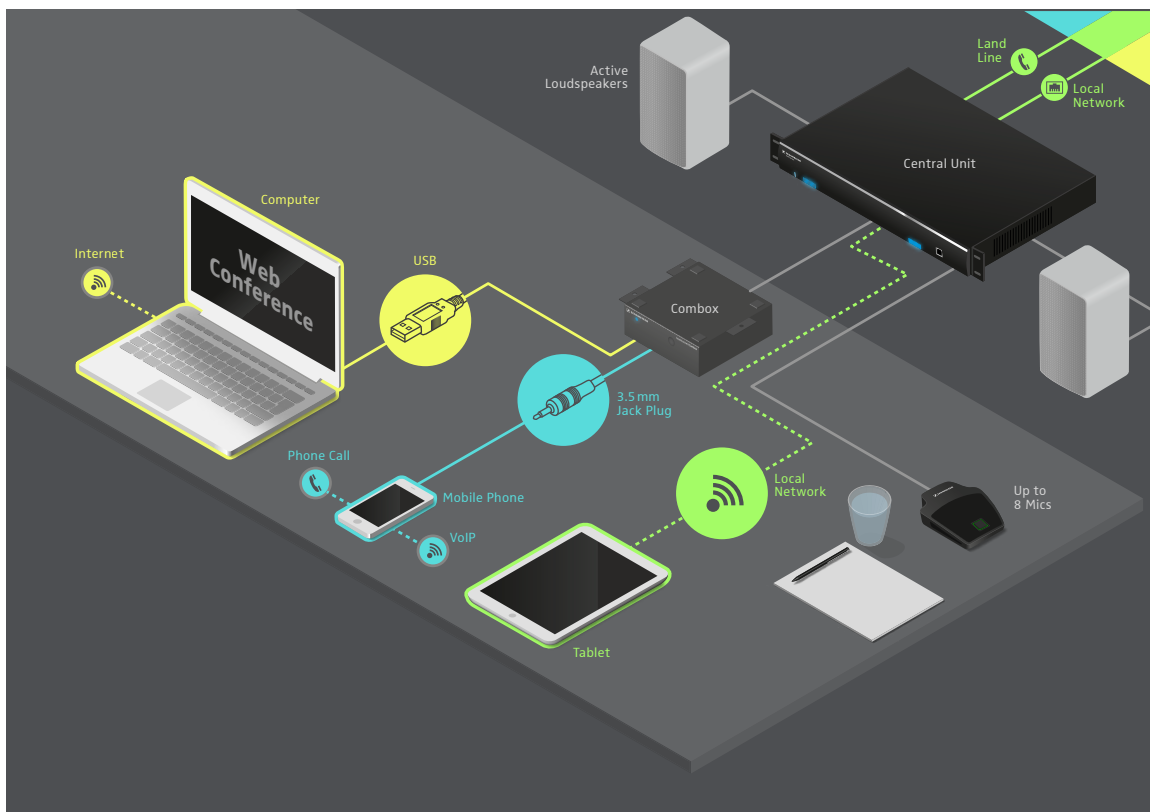 Land
Line
Active
Loudspeakers
Local
Network
Central Unit
Computer
Internet
USB
Web
Conference
Combox
3.5 mm
Jack Plug
Phone Call
Mobile Phone
Local
Network
Up to
8 Mics
VoIP
Tablet